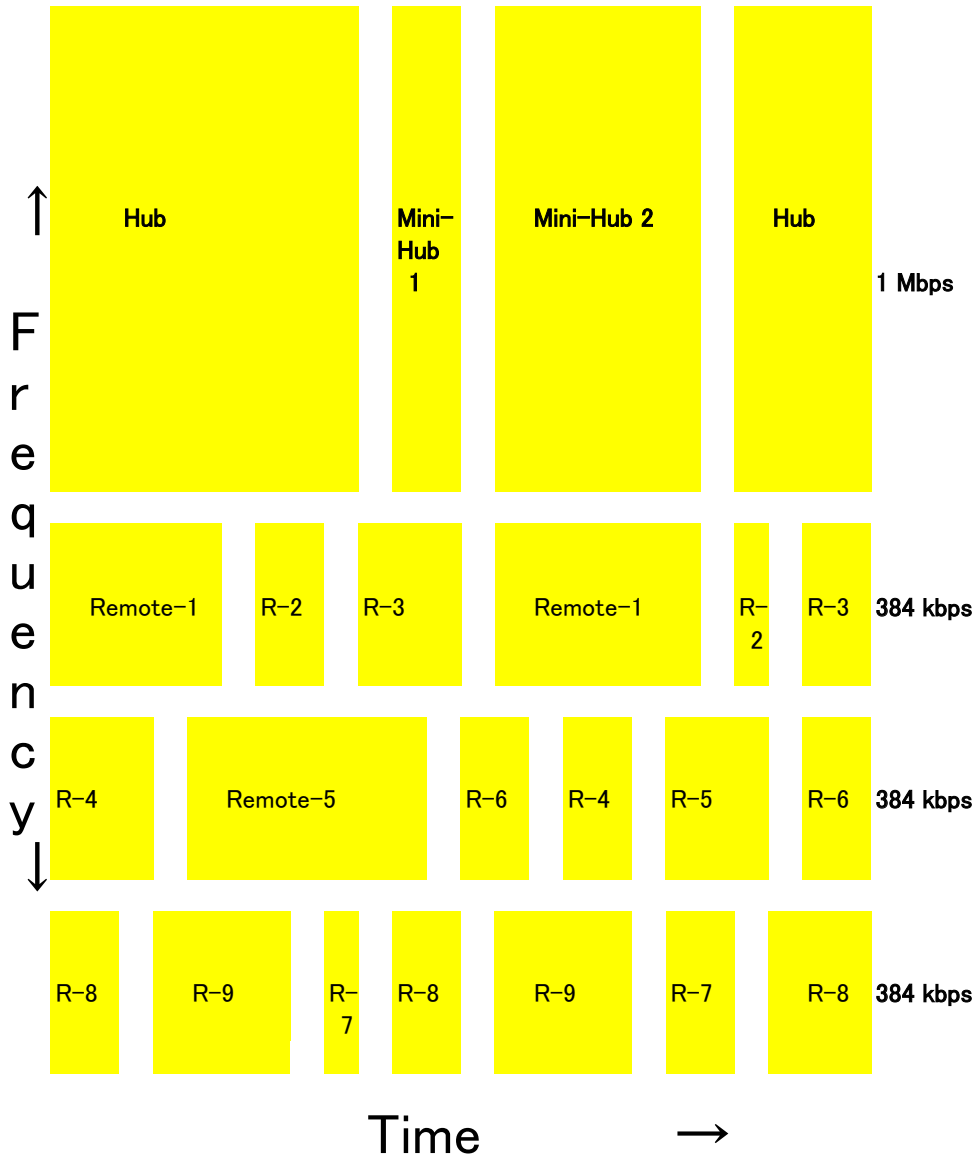 Hub
Mini-
Hub
1
Mini-Hub 2
Hub
1 Mbps
↑
F
r
e
q
u
e
n
c
y
↓
Remote-1
R-2
R-3
Remote-1
R-
2
R-3
384 kbps
R-4
Remote-5
R-6
R-4
R-5
R-6
384 kbps
R-8
R-9
R-
7
R-8
R-9
R-7
R-8
384 kbps
Time →